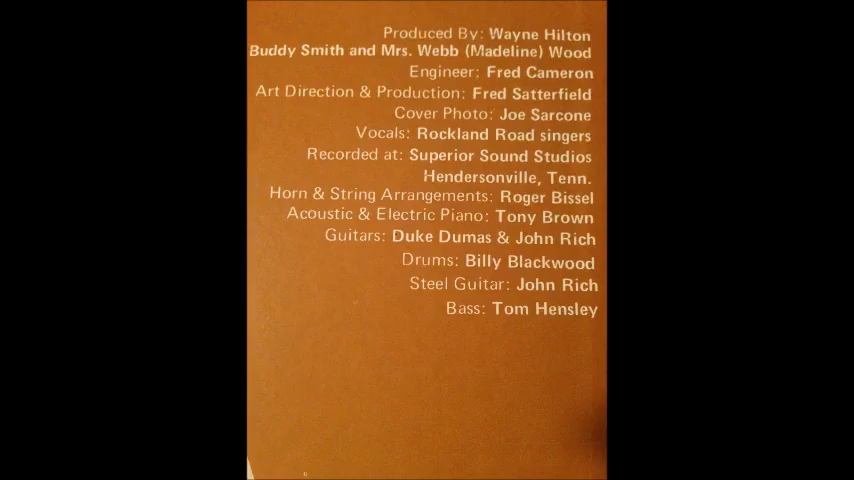 Produced By: Wayne Hilton
Buddy Smith and Mrs. Webb (Madeline) Wood
Engineer: Fred Cameron
Art Direction & Production: Fred Satterfield
Cover Photo: Joe Sarcone
Vocals: Rockland Road singers
Recorded at: Superior Sound Studios
Hendersonville, Tenn.
Horn & String Arrangements: Roger Bissel
Acoustic & Electric Piano: Tony Brown
Guitars: Duke Dumas & John Rich
Drums: Billy Blackwood
Steel Guitar: John Rich
Bass: Tom Hensley